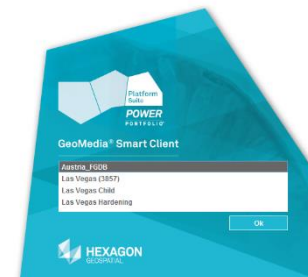 Platform
Suite
POWER
PORTFOLIO
GeoMedia® Smart Client
Austria_FGDB
Las Vegas (3857)
Las Vegas Child
Las Vegas Hardening
Ok
HEXAGON
GEOSPATIAL